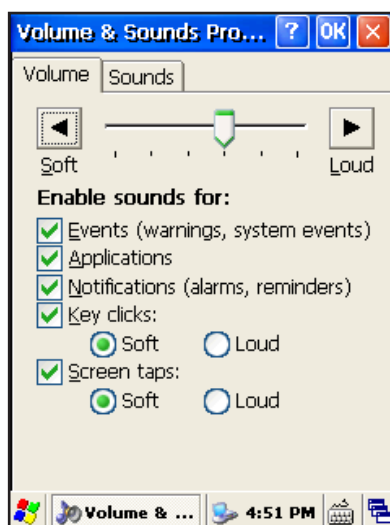 Volume & Sounds Pro... ? OK
Volume Sounds
Soft Loud
Enable sounds for:
Events (warnings, system events)
Applications
Notifications (alarms, reminders)
Key clicks:
Soft Loud
Screen taps:
Soft Loud
Volume & ... 4:51 PM